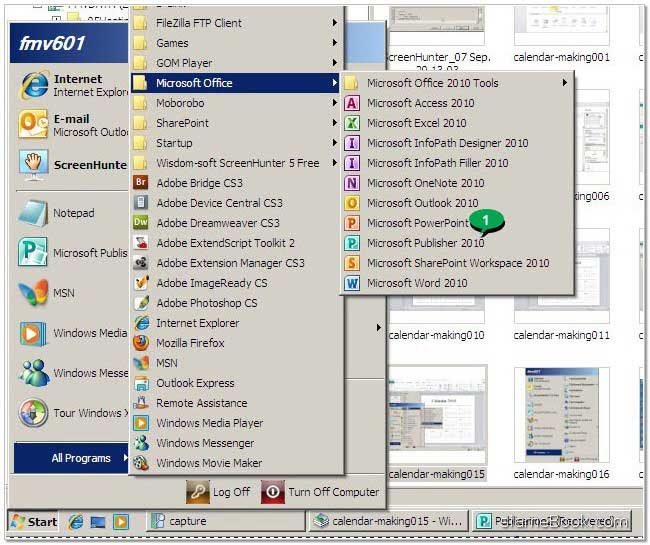 fmv601
Internet
Internet Explor
E-mail
Microsoft Outlo
ScreenHunter
Notepad
Microsoft Publis
MSN
Windows Media
Windows Messe
Tour Windows X
All Programs
Log Off
Turn Off Computer
FileZilla FTP Client
Games
GOM Player
Microsoft Office
Moborobo
SharePoint
Startup
Wisdom-soft ScreenHunter 5 Free
Adobe Bridge CS3
Adobe Device Central CS3
Adobe Dreamweaver CS3
Adobe ExtendScript Toolkit 2
Adobe Extension Manager CS3
Adobe ImageReady CS
Adobe Photoshop CS
Internet Explorer
Mozilla Firefox
MSN
Outlook Express
Remote Assistance
Windows Media Player
Windows Messenger
Windows Movie Maker
Microsoft Office 2010 Tools
Microsoft Access 2010
Microsoft Excel 2010
Microsoft InfoPath Designer 2010
Microsoft InfoPath Filler 2010
Microsoft OneNote 2010
Microsoft Outlook 2010
Microsoft PowerPoint
1
Microsoft Publisher 2010
Microsoft SharePoint Workspace 2010
Microsoft Word 2010
ScreenHunter_07 Sep.
calendar-making001
calendar-making010
calendar-making011
calendar-making015
calendar-making016
Start
capture
calendar-making015 - Wi...